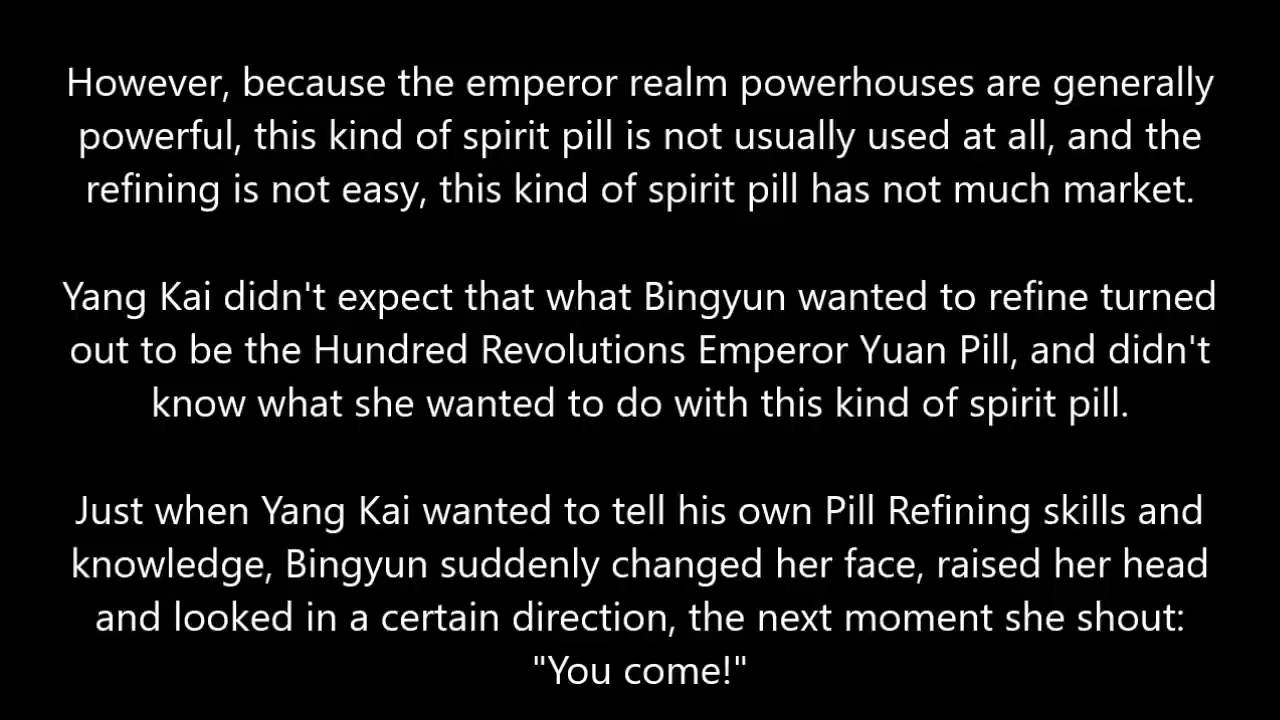 However, because the emperor realm powerhouses are generally
powerful, this kind of spirit pill is not usually used at all, and the
refining is not easy, this kind of spirit pill has not much market.
Yang Kai didn't expect that what Bingyun wanted to refine turned
out to be the Hundred Revolutions Emperor Yuan Pill, and didn't
know what she wanted to do with this kind of spirit pill.
Just when Yang Kai wanted to tell his own Pill Refining skills and
knowledge, Bingyun suddenly changed her face, raised her head
and looked in a certain direction, the next moment she shout:
"You come!"